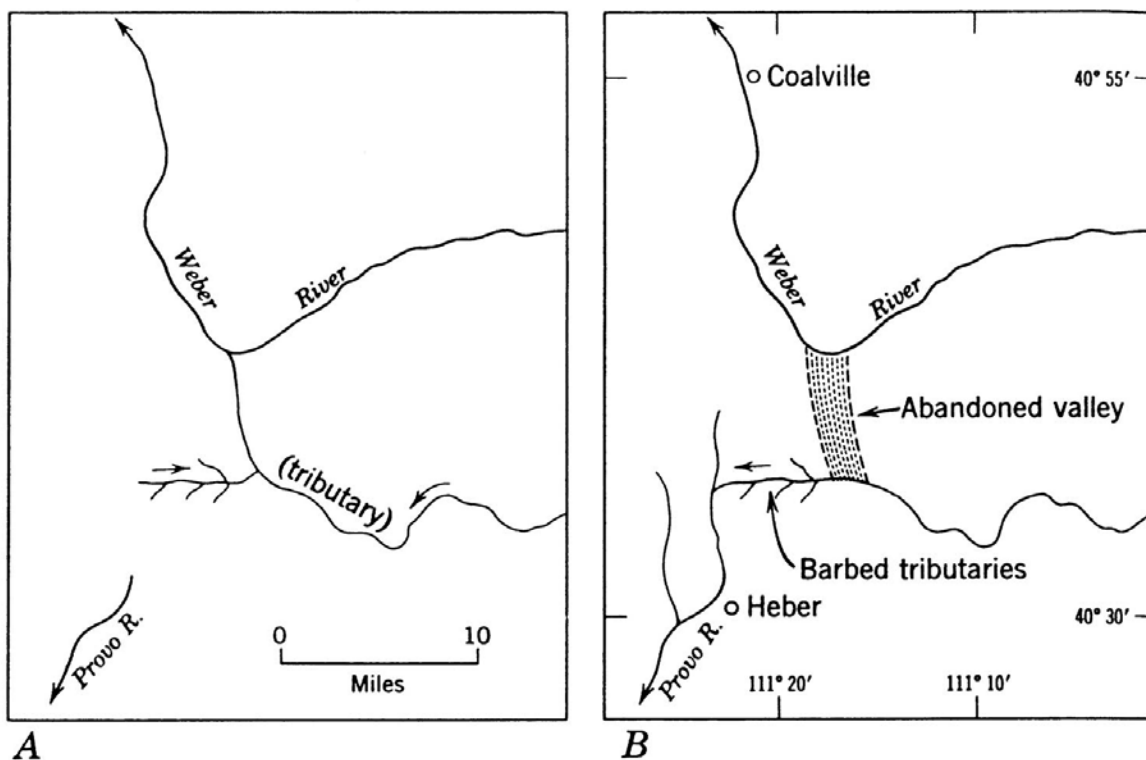 Weber
River
(tributary)
Provo R.
0 10
Miles
A
Coalville
40° 55'
Weber
River
Abandoned valley
Barbed tributaries
Heber
40° 30'
Provo R.
111° 20' 111° 10'
B